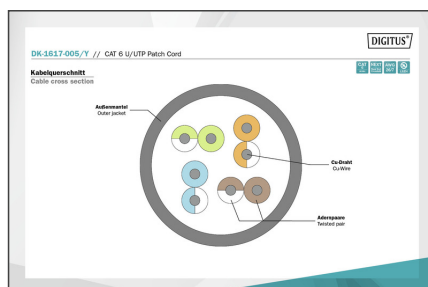 DIGITUS®
DK-1617-005/Y // CAT 6 U/UTP Patch Cord
Kabelquerschnitt
Cable cross section
Außenmantel
Outer jacket
Cu-Draht
Cu-Wire
Adernpaare
Twisted pair